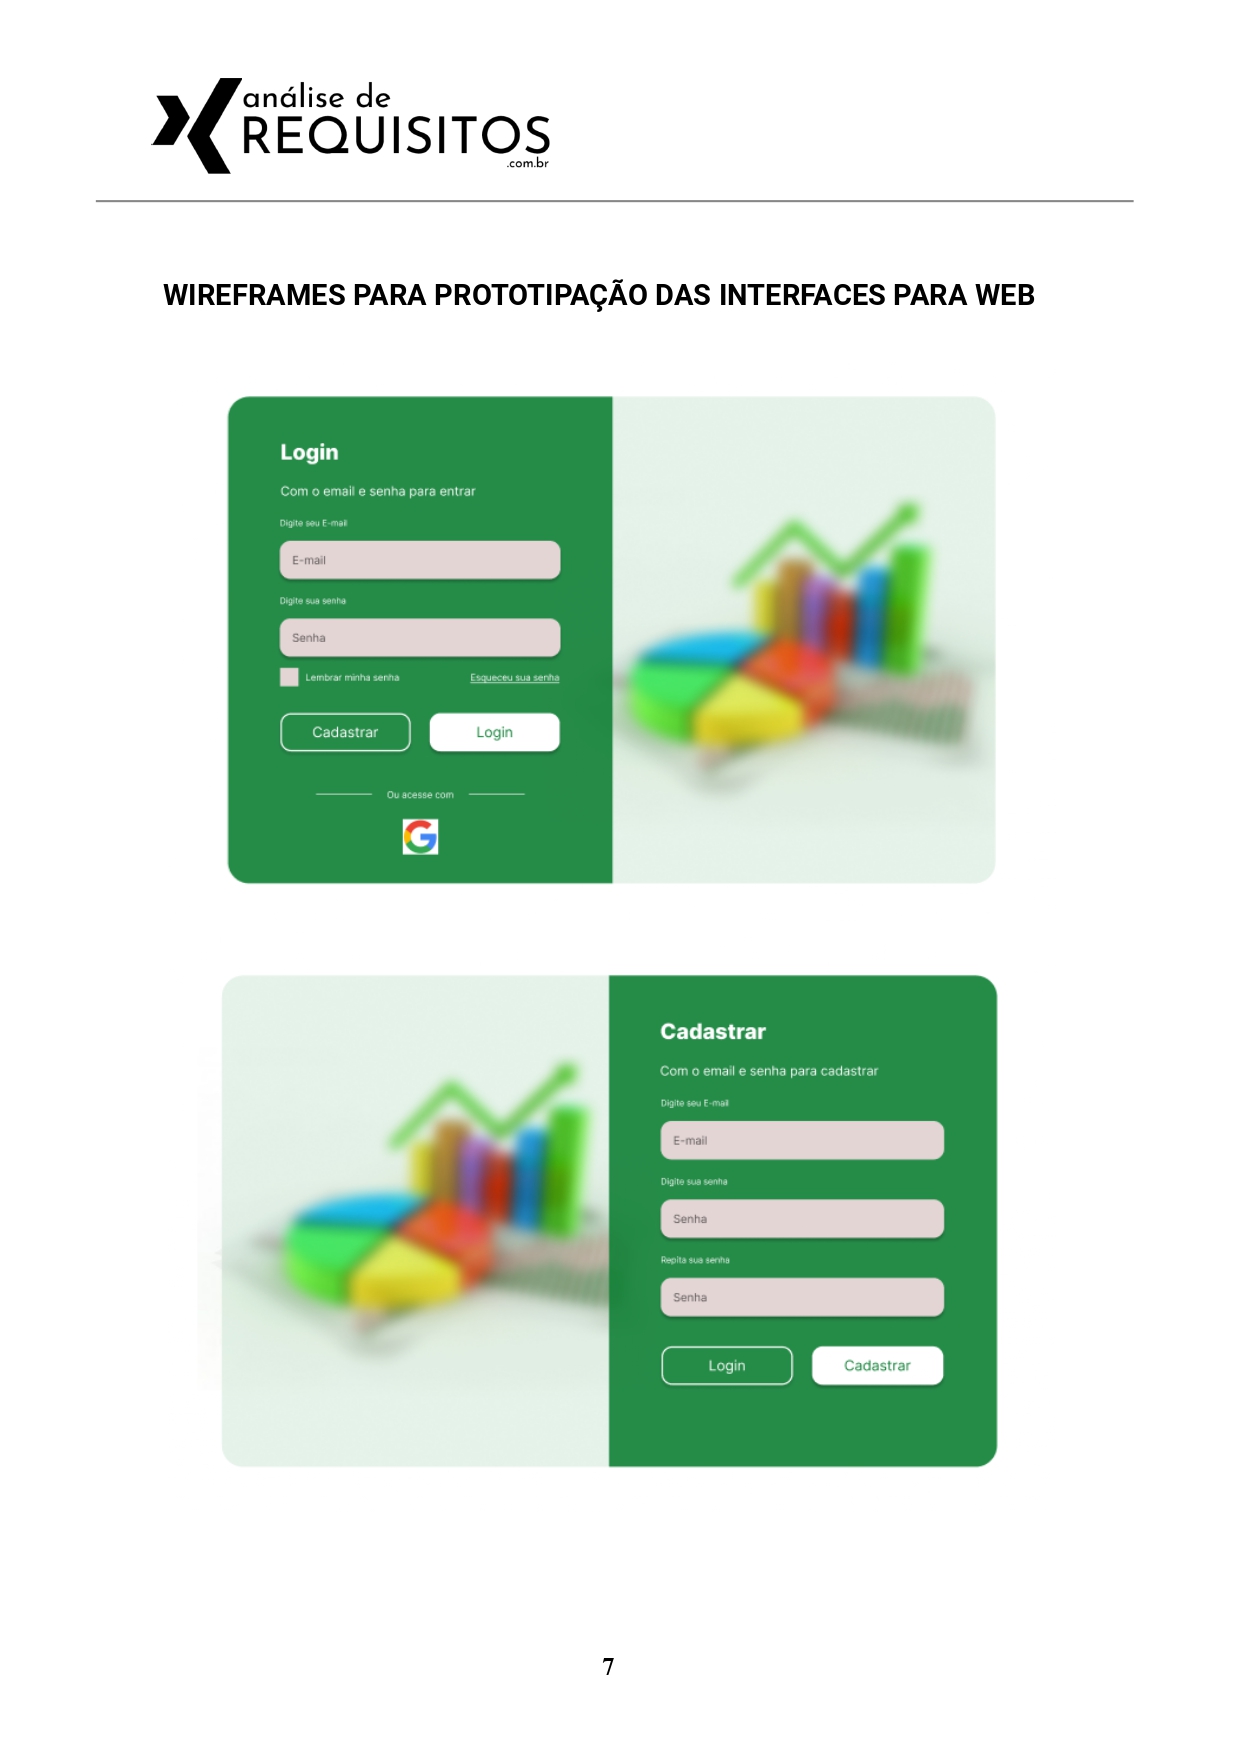 análise de
REQUISITOS
.com.br
WIREFRAMES PARA PROTOTIPAÇÃO DAS INTERFACES PARA WEB
Login
Com o email e senha para entrar
Digite seu E-mail
E-mail
Digite sua senha
Senha
Lembrar minha senha Esqueceu sua senha
Cadastrar Login
Ou acesse com
G
Cadastrar
Com o email e senha para cadastrar
Digite seu E-mail
E-mail
Digite sua senha
Senha
Repita sua senha
Senha
Login Cadastrar
7